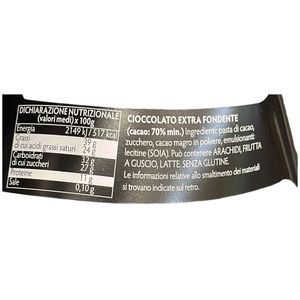 DICHIARAZIONE NUTRIZIONALE
(valori medi) x 100g
Energia 2149 kJ / 517 kcal
Grassi 39 g
di cui acidi grassi saturi 24 g
Carboidrati 32 g
di cui zuccheri 27 g
Proteine 11 g
Sale 0,10 g
CIOCCOLATO EXTRA FONDENTE
(cacao: 70% min.) Ingredienti: pasta di cacao,
zucchero, cacao magro in polvere, emulsionanti:
lecitine (SOIA). Può contenere ARACHIDI, FRUTTA
A GUSCIO, LATTE. SENZA GLUTINE.
Le informazioni relative allo smaltimento dei materiali
si trovano indicate sul retro.